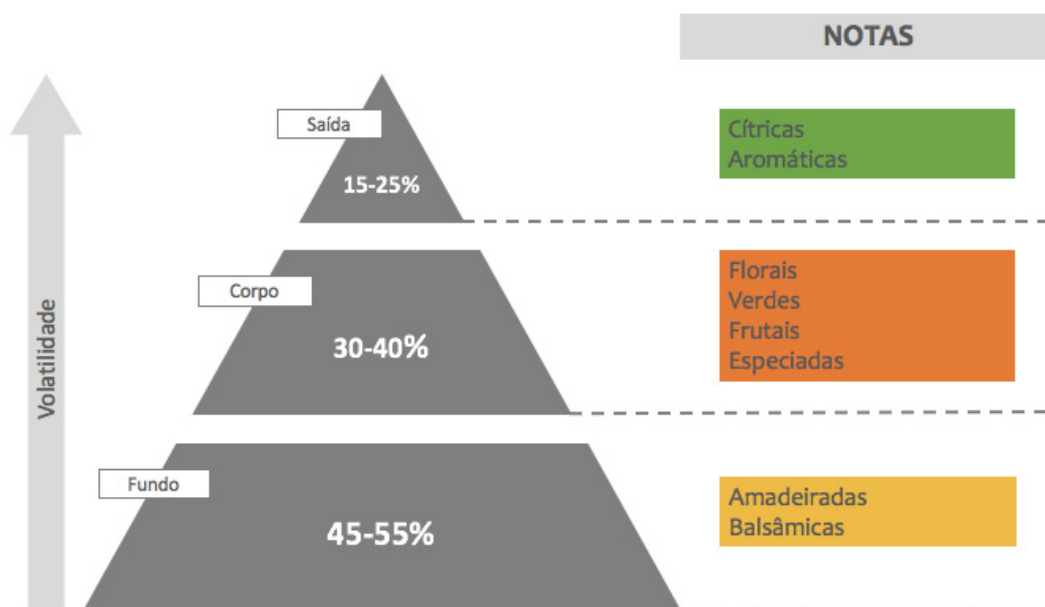 NOTAS
Saída
15-25%
Cítricas
Aromáticas
Volatilidade
Corpo
30-40%
Florais
Verdes
Frutais
Especiadas
Fundo
45-55%
Amadeiradas
Balsâmicas